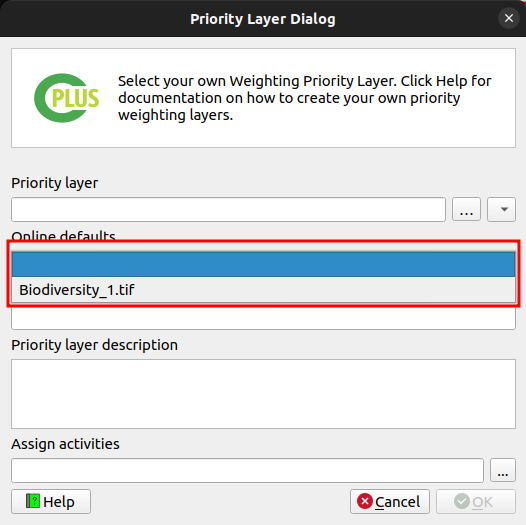 Priority Layer Dialog
CPLUS
Select your own Weighting Priority Layer. Click Help for
documentation on how to create your own priority
weighting layers.
Priority layer
...
Online defaults
Biodiversity_1.tif
Priority layer description
Assign activities
...
Help
Cancel
OK